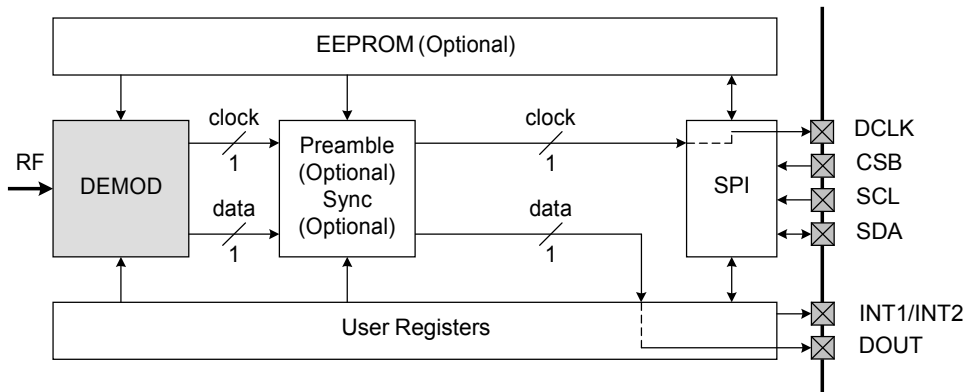 EEPROM (Optional)
RF
DEMOD
clock
1
data
1
Preamble
(Optional)
Sync
(Optional)
clock
1
data
1
SPI
DCLK
CSB
SCL
SDA
User Registers
INT1/INT2
DOUT